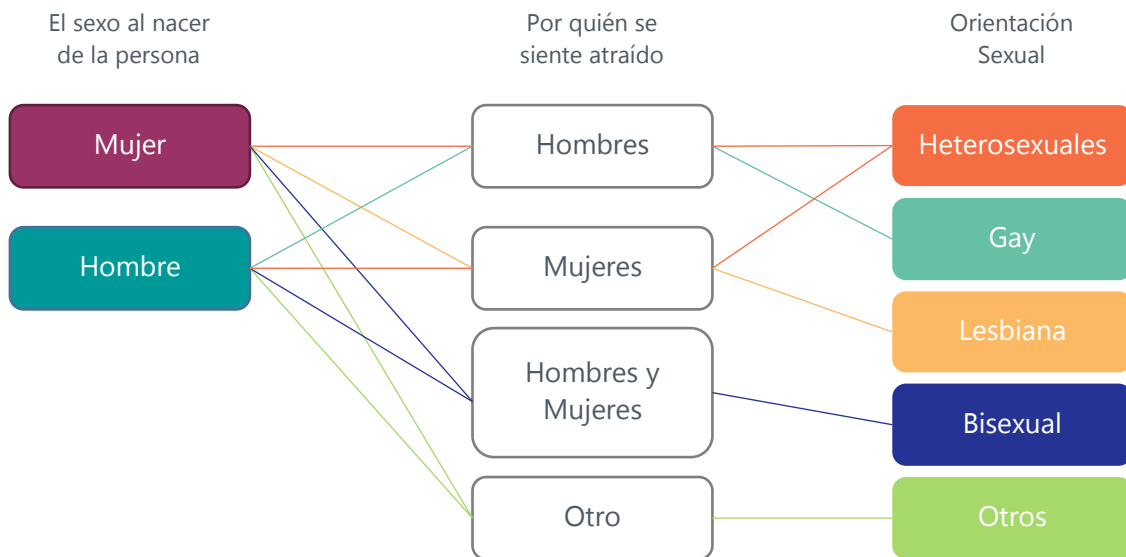 El sexo al nacer
de la persona
Por quién se
siente atraído
Orientación
Sexual
Mujer
Hombres
Heterosexuales
Gay
Hombre
Mujeres
Lesbiana
Hombres y
Mujeres
Bisexual
Otro
Otros